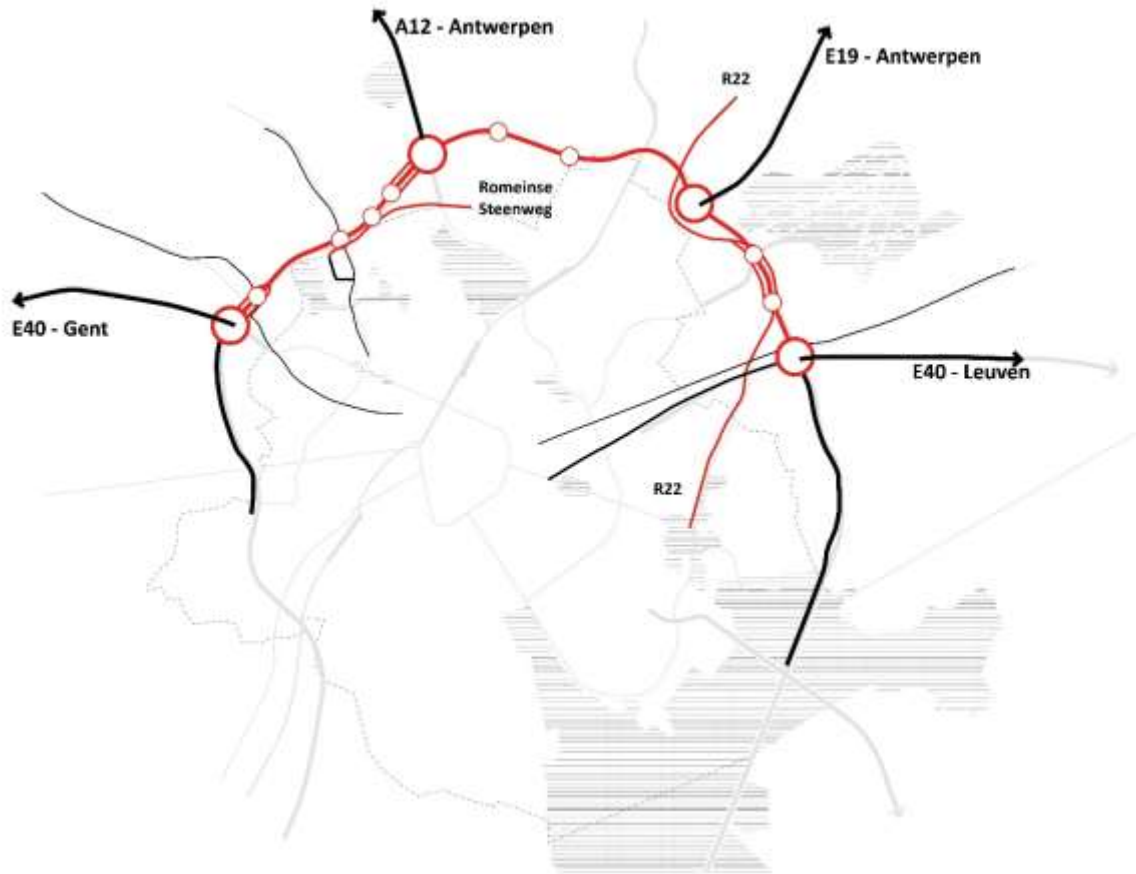 A12 - Antwerpen
E19 - Antwerpen
R22
Romeinse
Steenweg
E40 - Gent
E40 - Leuven
R22